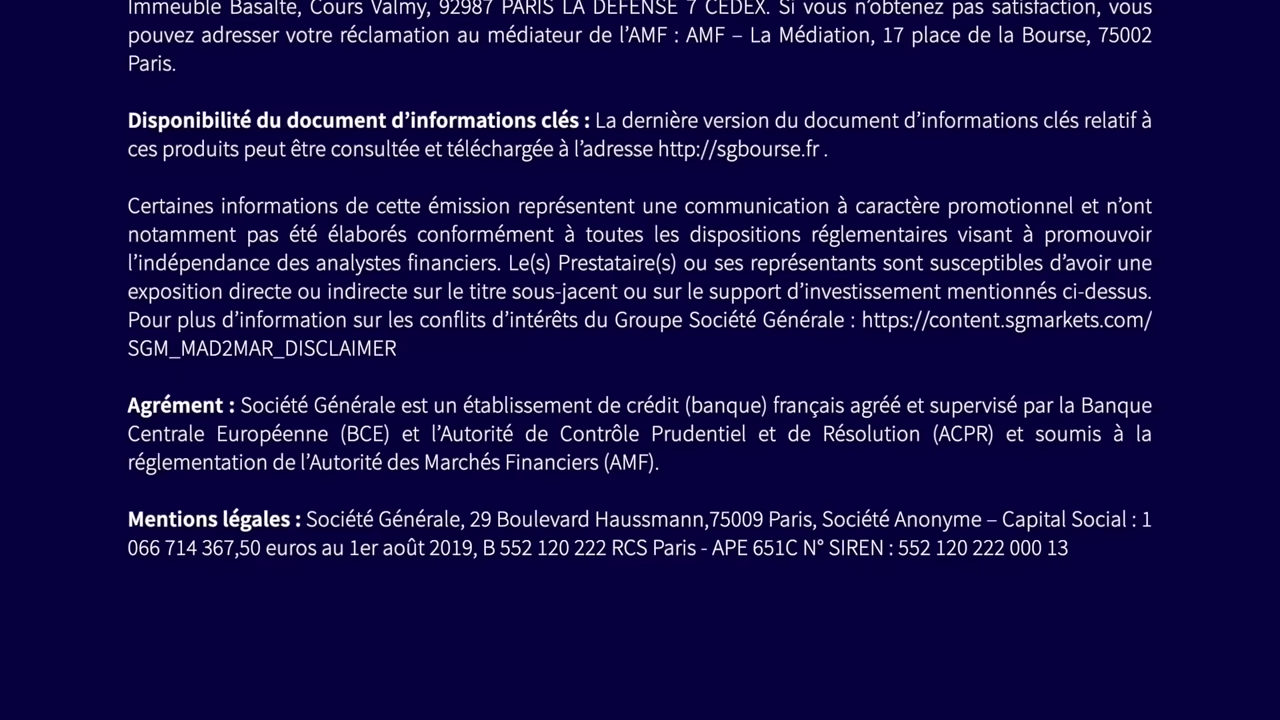 Immeuble Basalte, Cours Valmy, 92987 PARIS LA DEFENSE 7 CEDEX. Si vous n’obtenez pas satisfaction, vous
pouvez adresser votre réclamation au médiateur de l’AMF : AMF – La Médiation, 17 place de la Bourse, 75002
Paris.
Disponibilité du document d’informations clés : La dernière version du document d’informations clés relatif à
ces produits peut être consultée et téléchargée à l’adresse http://sgbourse.fr .
Certaines informations de cette émission représentent une communication à caractère promotionnel et n’ont
notamment pas été élaborés conformément à toutes les dispositions réglementaires visant à promouvoir
l’indépendance des analystes financiers. Le(s) Prestataire(s) ou ses représentants sont susceptibles d’avoir une
exposition directe ou indirecte sur le titre sous-jacent ou sur le support d’investissement mentionnés ci-dessus.
Pour plus d’information sur les conflits d’intérêts du Groupe Société Générale : https://content.sgmarkets.com/
SGM_MAD2MAR_DISCLAIMER
Agrément : Société Générale est un établissement de crédit (banque) français agréé et supervisé par la Banque
Centrale Européenne (BCE) et l’Autorité de Contrôle Prudentiel et de Résolution (ACPR) et soumis à la
réglementation de l’Autorité des Marchés Financiers (AMF).
Mentions légales : Société Générale, 29 Boulevard Haussmann,75009 Paris, Société Anonyme – Capital Social : 1
066 714 367,50 euros au 1er août 2019, B 552 120 222 RCS Paris - APE 651C N° SIREN : 552 120 222 000 13